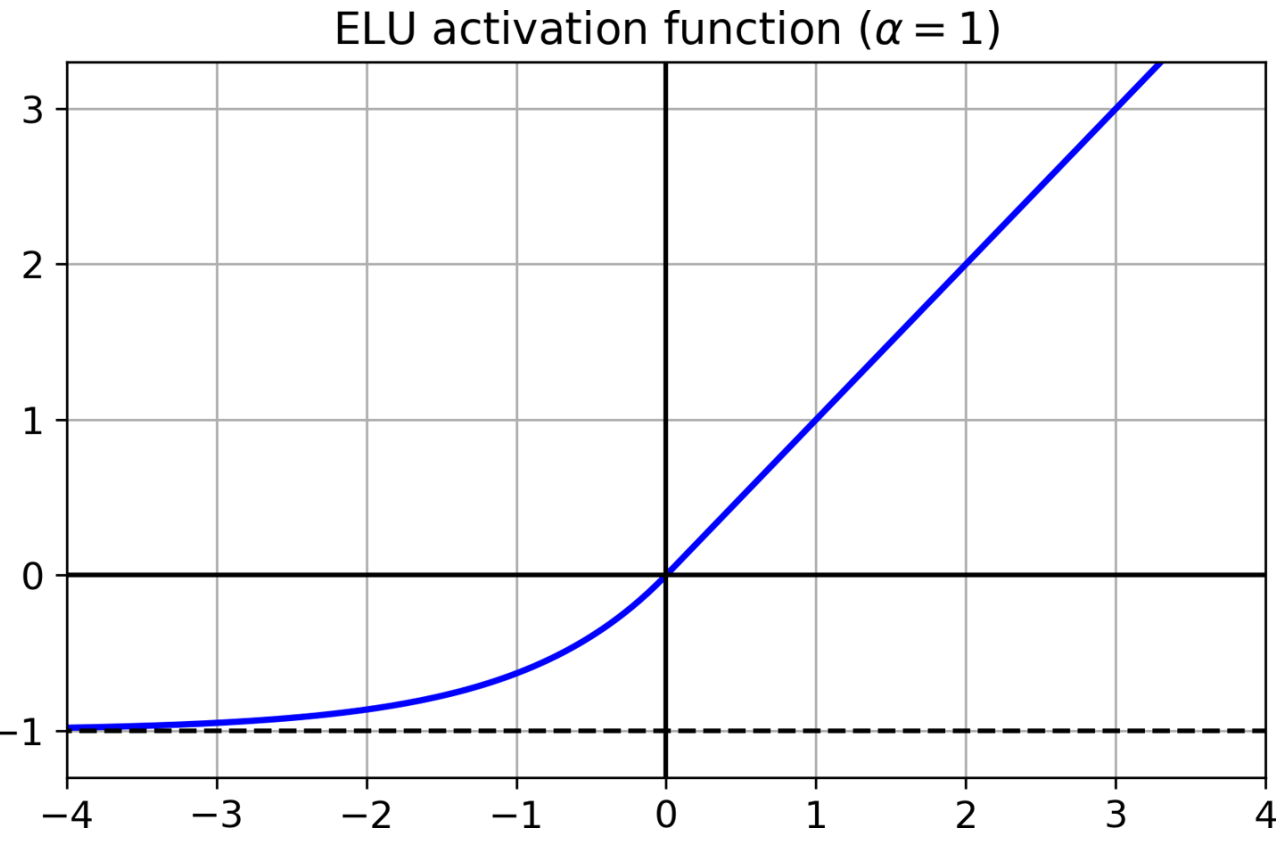 ELU activation function (α = 1)
3
2
1
0
−1
−4 −3 −2 −1 0 1 2 3 4